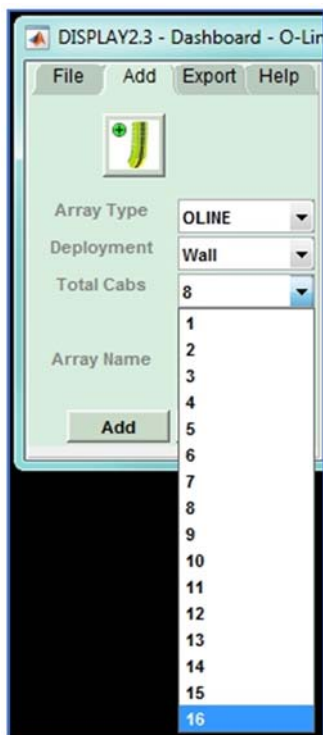 DISPLAY2.3 - Dashboard - O-Lin
File Add Export Help
Array Type OLINE
Deployment Wall
Total Cabs 8
1
2
3
Array Name
4
5
Add
6
7
8
9
10
11
12
13
14
15
16